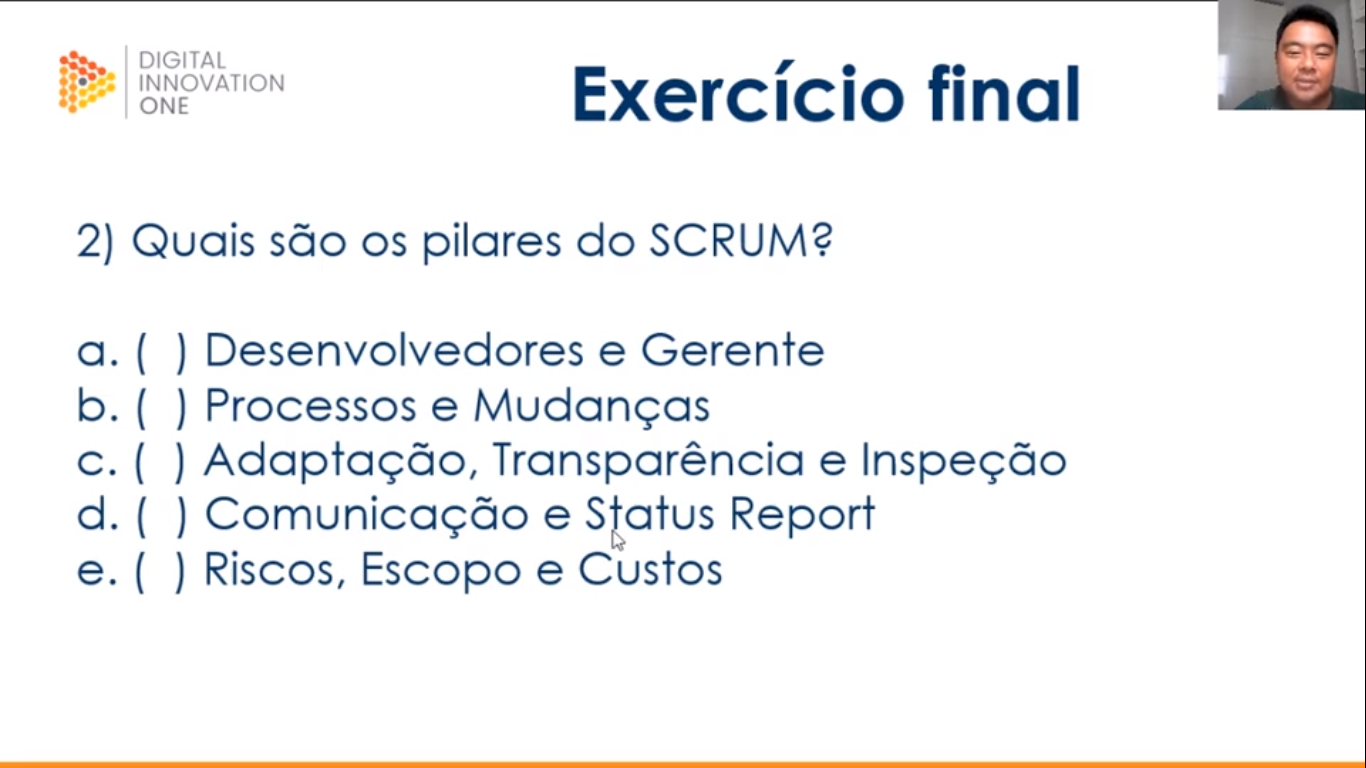 DIGITAL
INNOVATION
ONE
Exercício final
2) Quais são os pilares do SCRUM?
a. ( ) Desenvolvedores e Gerente
b. ( ) Processos e Mudanças
c. ( ) Adaptação, Transparência e Inspeção
d. ( ) Comunicação e Status Report
e. ( ) Riscos, Escopo e Custos